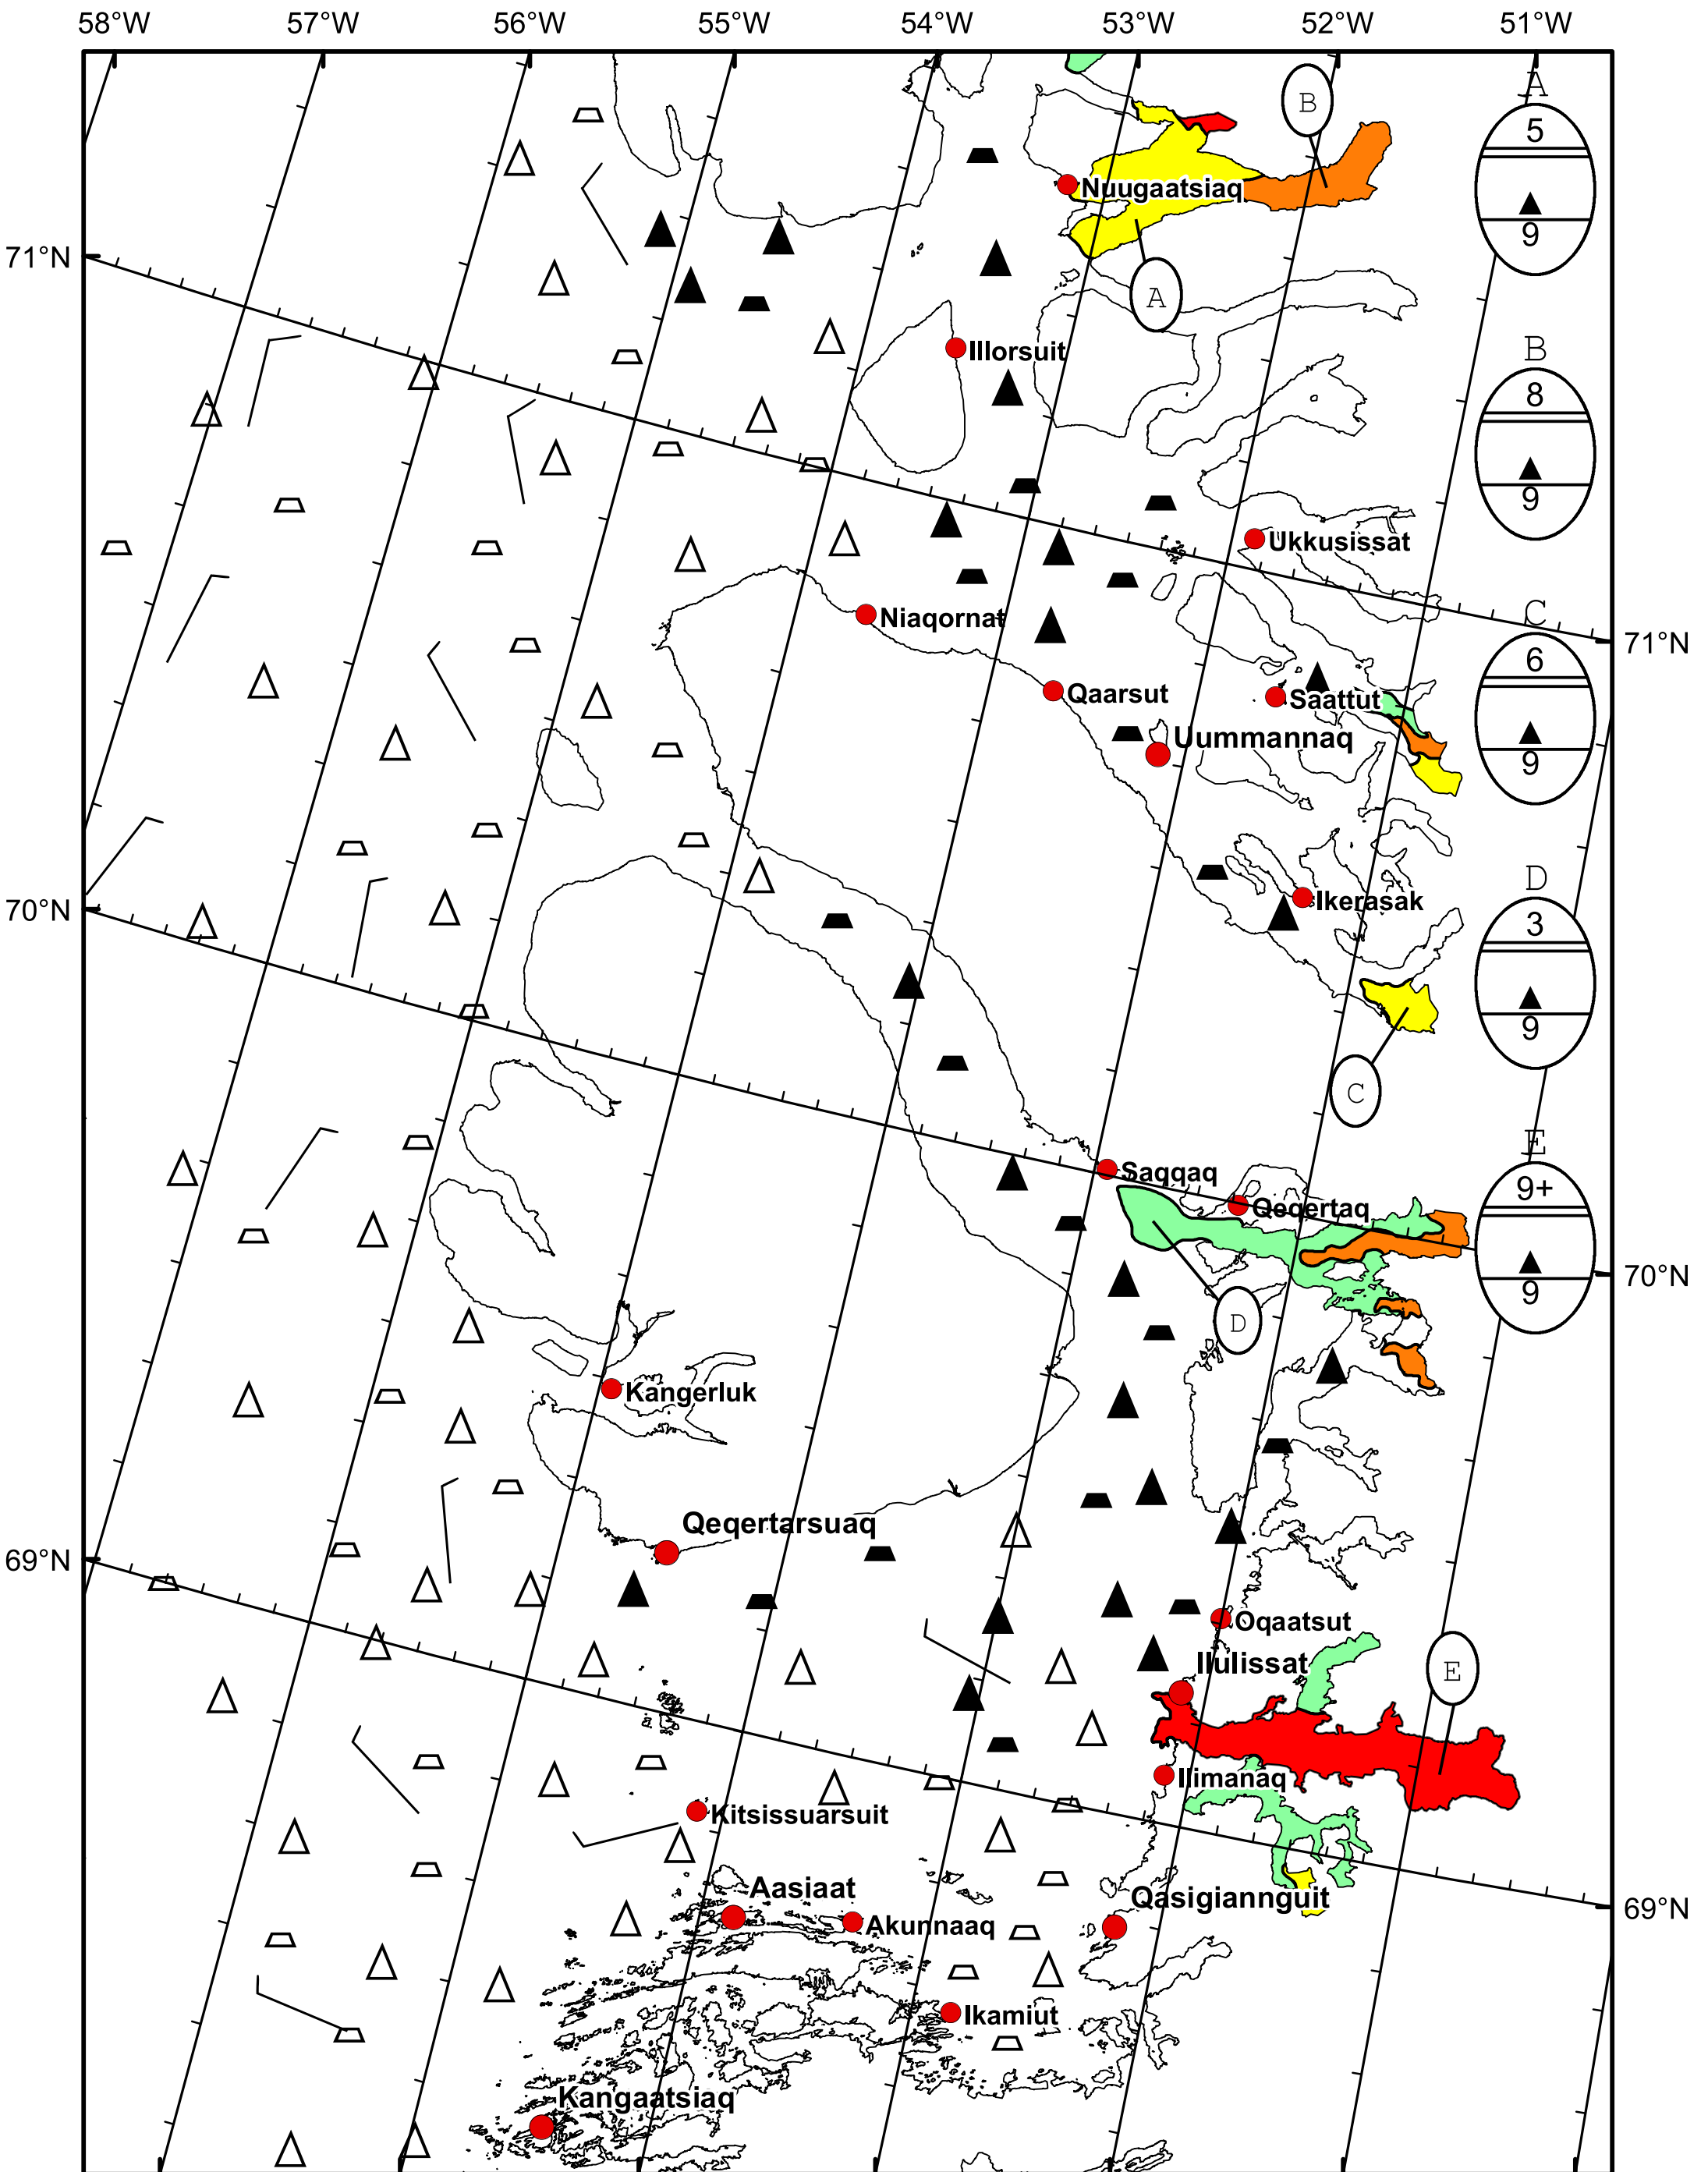 58°W 57°W 56°W 55°W 54°W 53°W 52°W 51°W
A
B
5
Nuugaatsiaq
9
71°N
A
Illorsuit
B
8
9
Ukkusissat
C
Niaqornat
71°N
6
Qaarsut
Saattut
Uummannaq
9
D
Ikerasak
70°N
3
9
C
E
Saqqaq
9+
Qeqertaq
70°N
9
D
Kangerluk
Qeqertarsuaq
69°N
Oqaatsut
Ilulissat
E
Ilimanaq
Kitsissuarsuit
Aasiaat
Qasigiannguit
69°N
Akunnaaq
Ikamiut
Kangaatsiaq